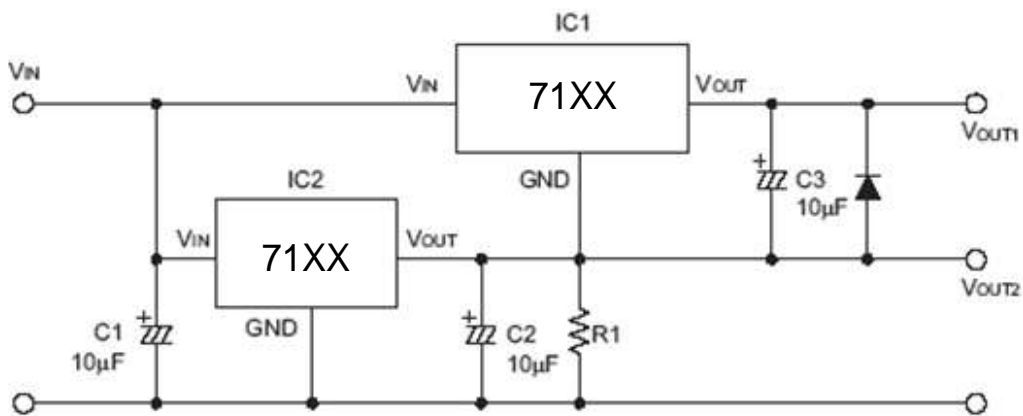 IC1
VIN
VIN
71XX
VOUT
VOUT1
GND
IC2
C3
10µF
VIN
71XX
VOUT
VOUT2
GND
C1
10µF
C2
10µF
R1
+
+
+